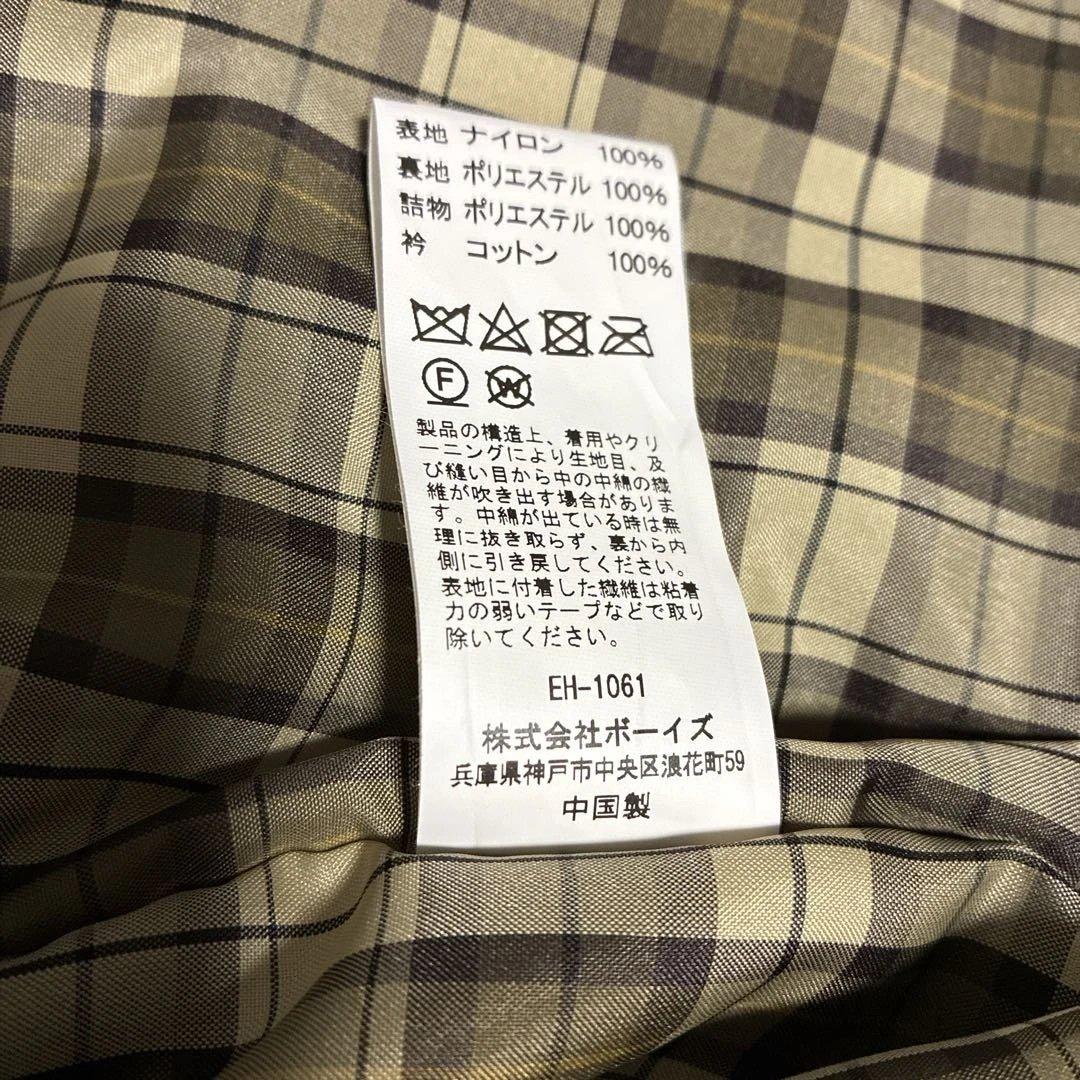 表地 ナイロン 100%
裏地 ポリエステル 100%
詰物 ポリエステル 100%
衿 コットン 100%
F
W
製品の構造上、着用やクリ
ーニングにより生地目、及
び縫い目から中の中綿の繊
維が吹き出す場合がありま
す。中綿が出ている時は無
理に抜き取らず、裏から内
側に引き戻してください。
表地に付着した繊維は粘着
力の弱いテープなどで取り
除いてください。
EH-1061
株式会社ボーイズ
兵庫県神戸市中央区浪花町59
中国製